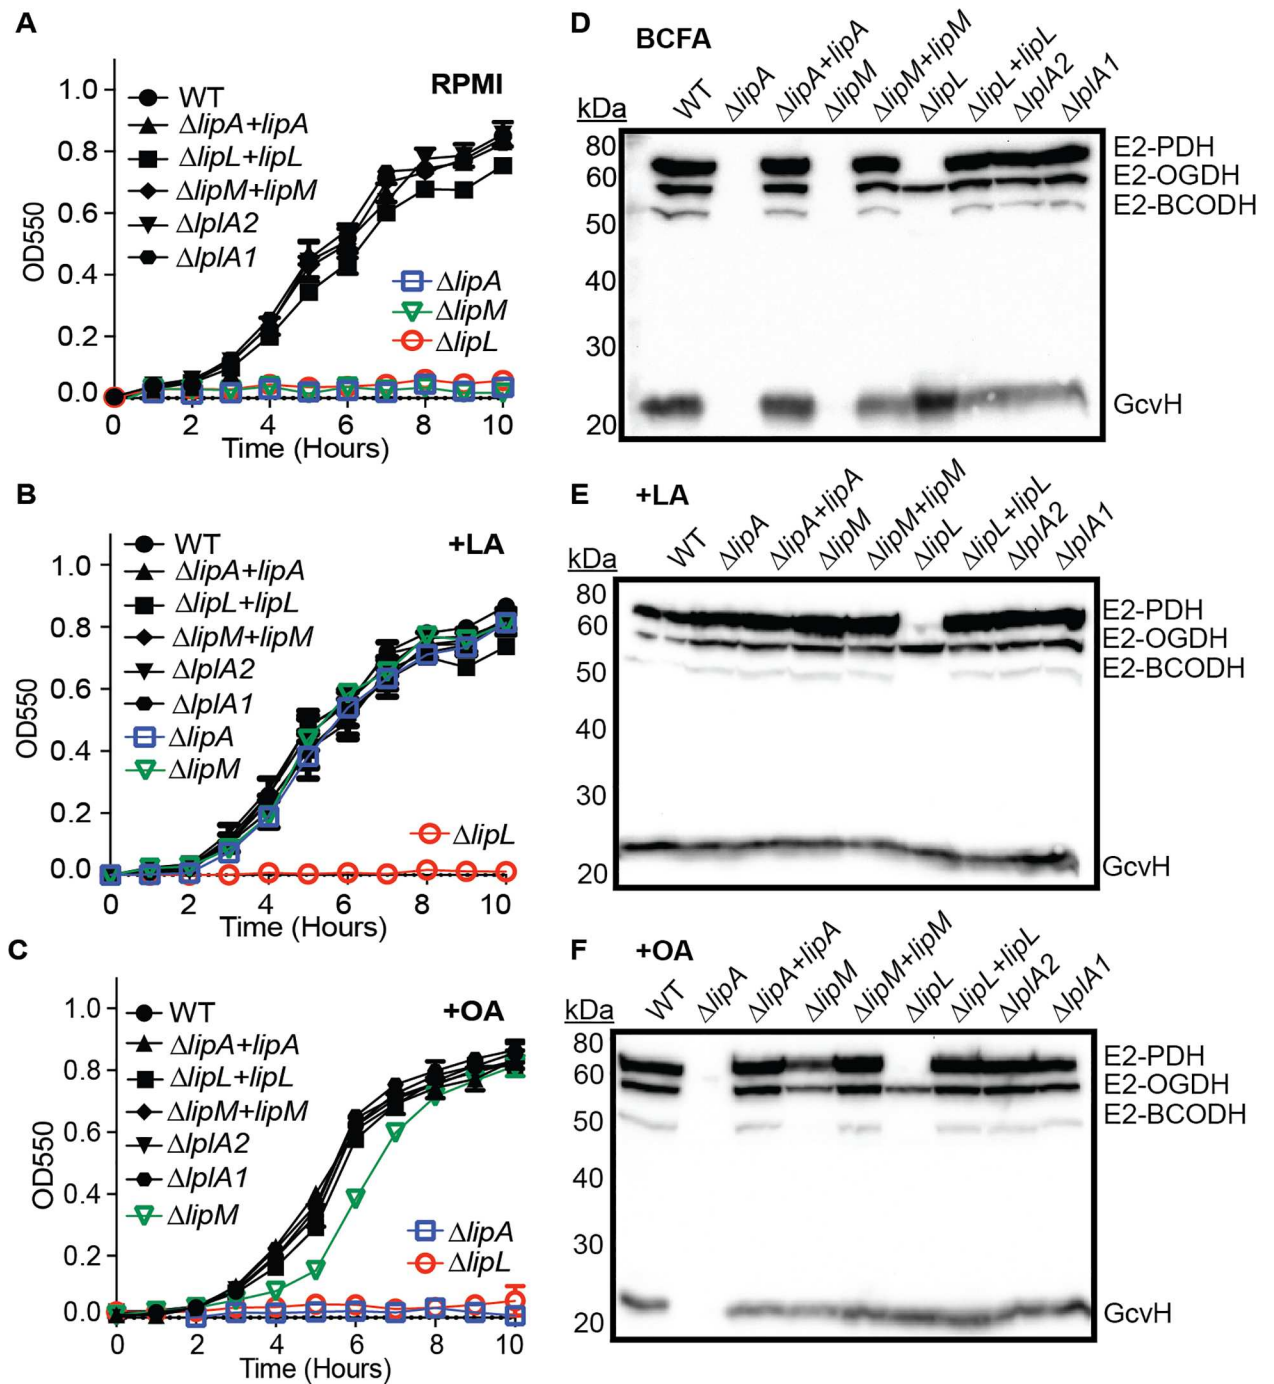 A
RPMI
OD550
1.0
0.8
0.6
0.4
0.2
0.0
WT
ΔlipA+lipA
ΔlipL+lipL
ΔlipM+lipM
ΔlplA2
ΔlplA1
ΔlipA
ΔlipM
ΔlipL
0 2 4 6 8 10
Time (Hours)
D
BCFA
kDa
WT ΔlipA ΔlipA+lipA ΔlipM ΔlipM+lipM ΔlipL ΔlipL+lipL ΔlplA2 ΔlplA1
80
60
50
40
30
20
E2-PDH
E2-OGDH
E2-BCODH
GcvH
B
+LA
OD550
1.0
0.8
0.6
0.4
0.2
0.0
WT
ΔlipA+lipA
ΔlipL+lipL
ΔlipM+lipM
ΔlplA2
ΔlplA1
ΔlipA
ΔlipM
ΔlipL
0 2 4 6 8 10
Time (Hours)
E
+LA
kDa
WT ΔlipA ΔlipA+lipA ΔlipM ΔlipM+lipM ΔlipL ΔlipL+lipL ΔlplA2 ΔlplA1
80
60
50
40
30
20
E2-PDH
E2-OGDH
E2-BCODH
GcvH
C
+OA
OD550
1.0
0.8
0.6
0.4
0.2
0.0
WT
ΔlipA+lipA
ΔlipL+lipL
ΔlipM+lipM
ΔlplA2
ΔlplA1
ΔlipM
ΔlipA
ΔlipL
0 2 4 6 8 10
Time (Hours)
F
+OA
kDa
WT ΔlipA ΔlipA+lipA ΔlipM ΔlipM+lipM ΔlipL ΔlipL+lipL ΔlplA2 ΔlplA1
80
60
50
40
30
20
E2-PDH
E2-OGDH
E2-BCODH
GcvH